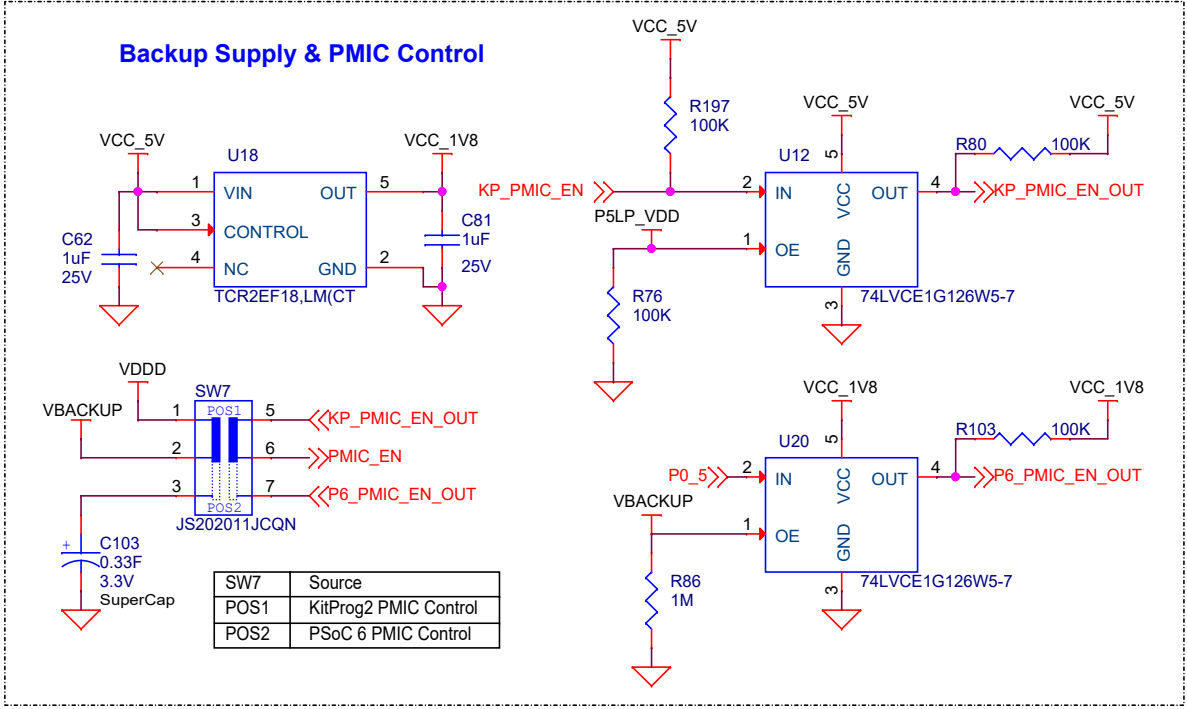 Backup Supply & PMIC Control
VCC_5V
U18
VCC_1V8
1
VIN
OUT
5
3
CONTROL
4
NC
GND
2
C62
1uF
25V
C81
1uF
25V
TCR2EF18,LM(CT
VCC_5V
R197
100K
VCC_5V
VCC_5V
R80
100K
U12
5
KP_PMIC_EN
2
IN
VCC
OUT
4
KP_PMIC_EN_OUT
P5LP_VDD
1
OE
GND
R76
100K
3
74LVCE1G126W5-7
VDDD
SW7
VBACKUP
1
POS1
5
KP_PMIC_EN_OUT
2
6
PMIC_EN
3
7
P6_PMIC_EN_OUT
POS2
JS202011JCQN
+
C103
0.33F
3.3V
SuperCap
SW7 Source
POS1 KitProg2 PMIC Control
POS2 PSoC 6 PMIC Control
VCC_1V8
VCC_1V8
R103
100K
U20
5
P0_5
2
IN
VCC
OUT
4
P6_PMIC_EN_OUT
VBACKUP
1
OE
GND
R86
1M
3
74LVCE1G126W5-7